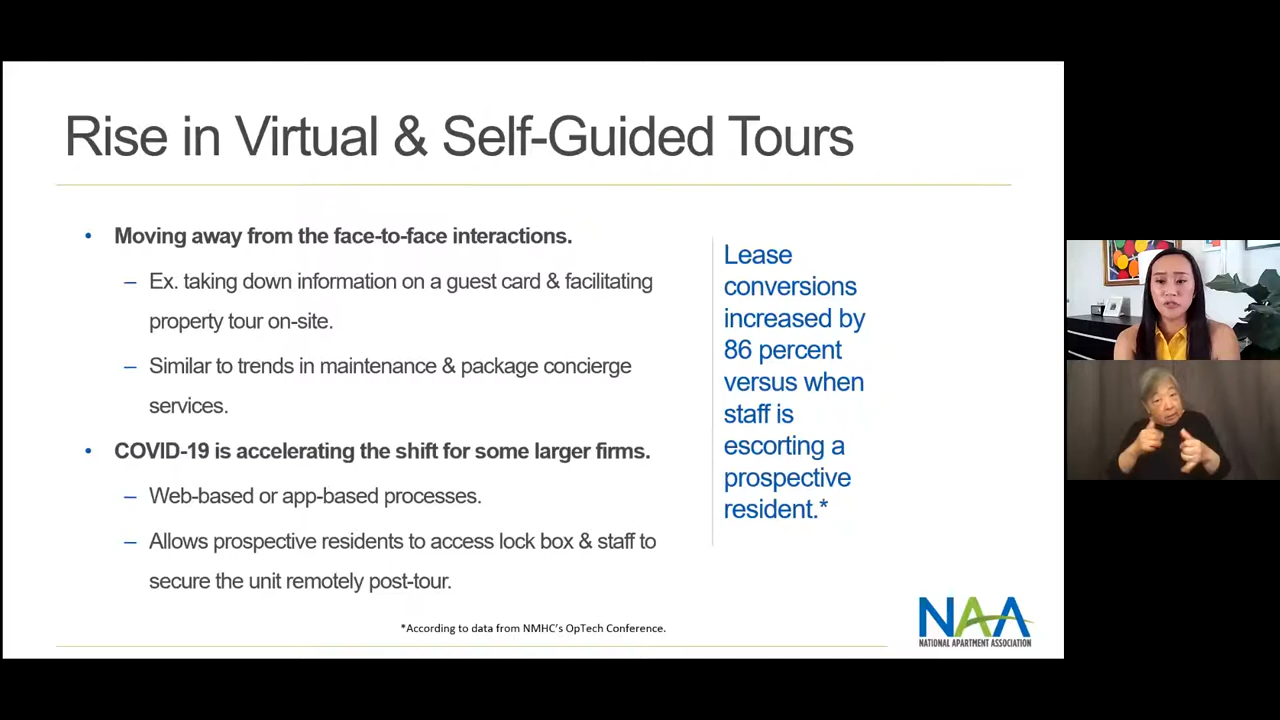 Rise in Virtual & Self-Guided Tours
• Moving away from the face-to-face interactions.
– Ex. taking down information on a guest card & facilitating
property tour on-site.
– Similar to trends in maintenance & package concierge
services.
• COVID-19 is accelerating the shift for some larger firms.
– Web-based or app-based processes.
– Allows prospective residents to access lock box & staff to
secure the unit remotely post-tour.
Lease
conversions
increased by
86 percent
versus when
staff is
escorting a
prospective
resident.*
*According to data from NMHC's OpTech Conference.
NAA
NATIONAL APARTMENT ASSOCIATION